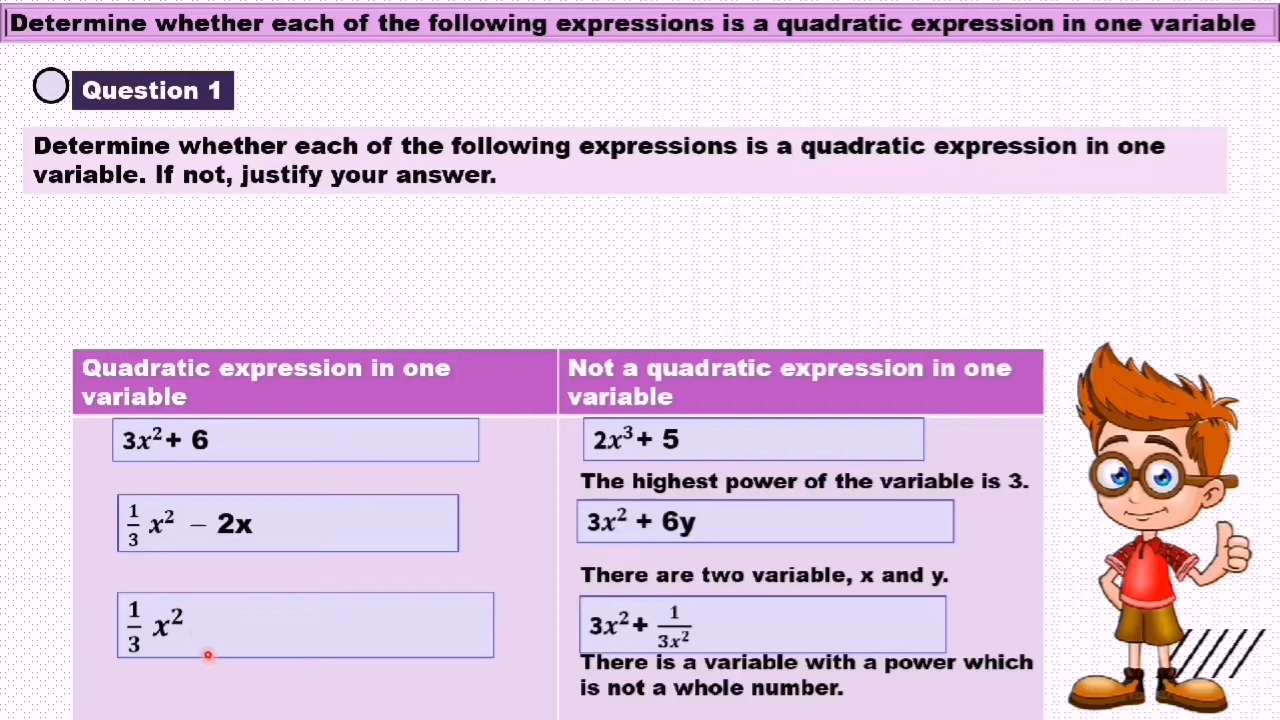 Determine whether each of the following expressions is a quadratic expression in one variable
Question 1
Determine whether each of the following expressions is a quadratic expression in one
variable. If not, justify your answer.
Quadratic expression in one
variable
Not a quadratic expression in one
variable
3x² + 6
2x³ + 5
The highest power of the variable is 3.
1/3 x² − 2x
3x² + 6y
There are two variable, x and y.
1/3 x²
3x² + 1/3x²
There is a variable with a power which
is not a whole number.